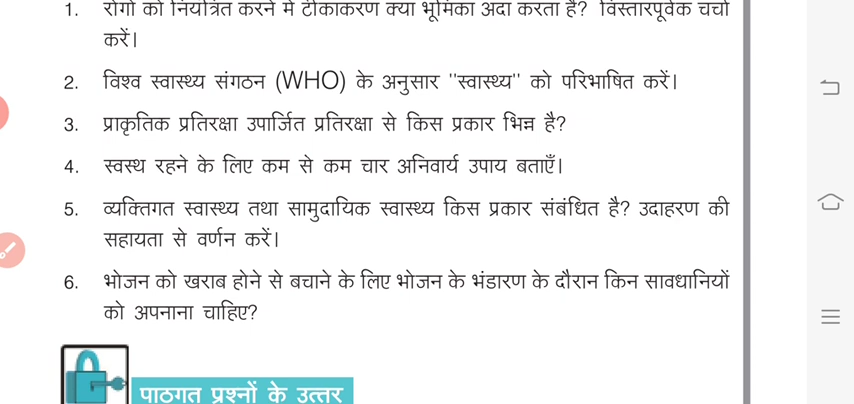 1. रोगों को नियंत्रित करने में टीकाकरण क्या भूमिका अदा करता है? विस्तारपूर्वक चर्चा
करें।
2. विश्व स्वास्थ्य संगठन (WHO) के अनुसार "स्वास्थ्य" को परिभाषित करें।
3. प्राकृतिक प्रतिरक्षा उपार्जित प्रतिरक्षा से किस प्रकार भिन्न है?
4. स्वस्थ रहने के लिए कम से कम चार अनिवार्य उपाय बताएँ।
5. व्यक्तिगत स्वास्थ्य तथा सामुदायिक स्वास्थ्य किस प्रकार संबंधित है? उदाहरण की
सहायता से वर्णन करें।
6. भोजन को खराब होने से बचाने के लिए भोजन के भंडारण के दौरान किन सावधानियों
को अपनाना चाहिए?
पाठगत प्रश्नों के उत्तर